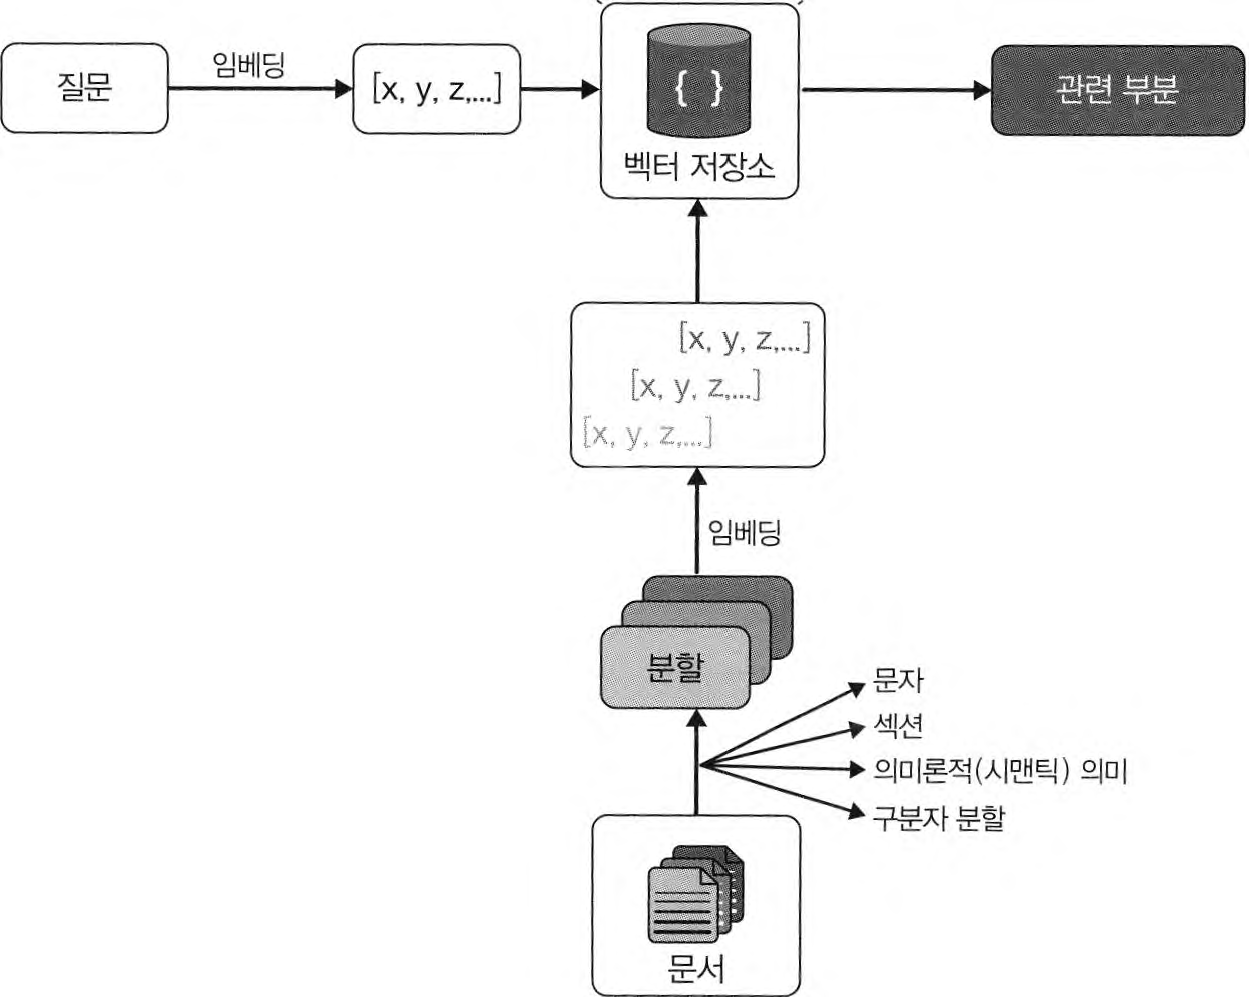 질문
임베딩
[x, y, z,...]
{ }
벡터 저장소
관련 부분
[x, y, z,...]
[x, y, z,...]
[x, y, z,...]
임베딩
분할
문자
섹션
의미론적(시맨틱) 의미
구분자 분할
문서